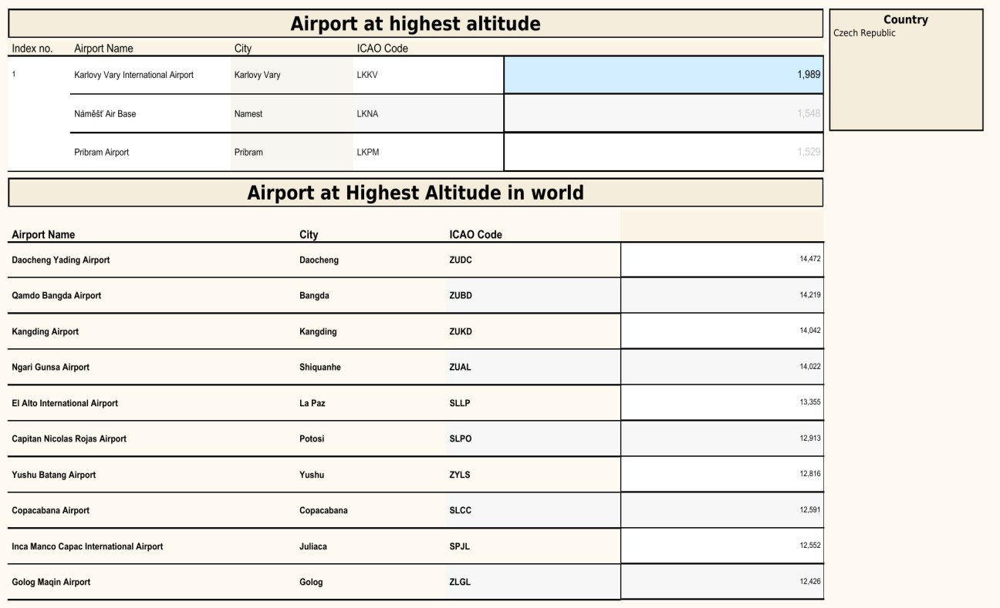 Airport at highest altitude
Country
Czech Republic
Index no. Airport Name City ICAO Code
1 Karlovy Vary International Airport Karlovy Vary LKKV 1,989
Náměšť Air Base Namest LKNA 1,548
Pribram Airport Pribram LKPM 1,529
Airport at Highest Altitude in world
Airport Name City ICAO Code
Daocheng Yading Airport Daocheng ZUDC 14,472
Qamdo Bangda Airport Bangda ZUBD 14,219
Kangding Airport Kangding ZUKD 14,042
Ngari Gunsa Airport Shiquanhe ZUAL 14,022
El Alto International Airport La Paz SLLP 13,355
Capitan Nicolas Rojas Airport Potosi SLPO 12,913
Yushu Batang Airport Yushu ZYLS 12,816
Copacabana Airport Copacabana SLCC 12,591
Inca Manco Capac International Airport Juliaca SPJL 12,552
Golog Maqin Airport Golog ZLGL 12,426